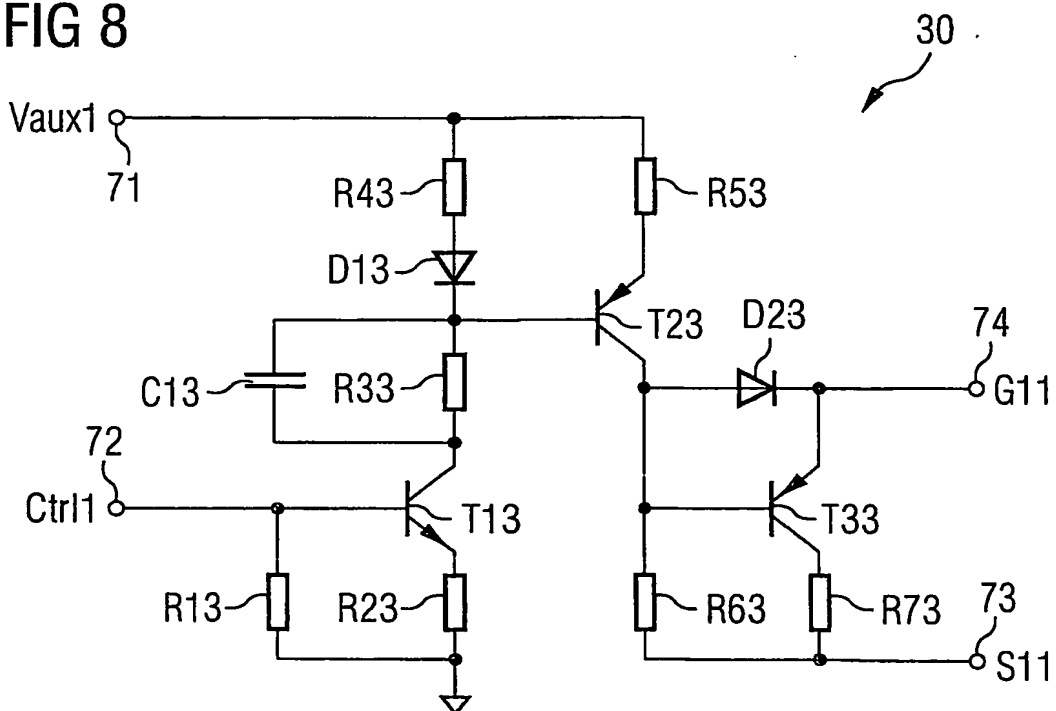 FIG 8
30
Vaux1
71
R43
R53
D13
T23
D23
74
G11
C13
R33
72
Ctrl1
T13
T33
R13
R23
R63
R73
73
S11